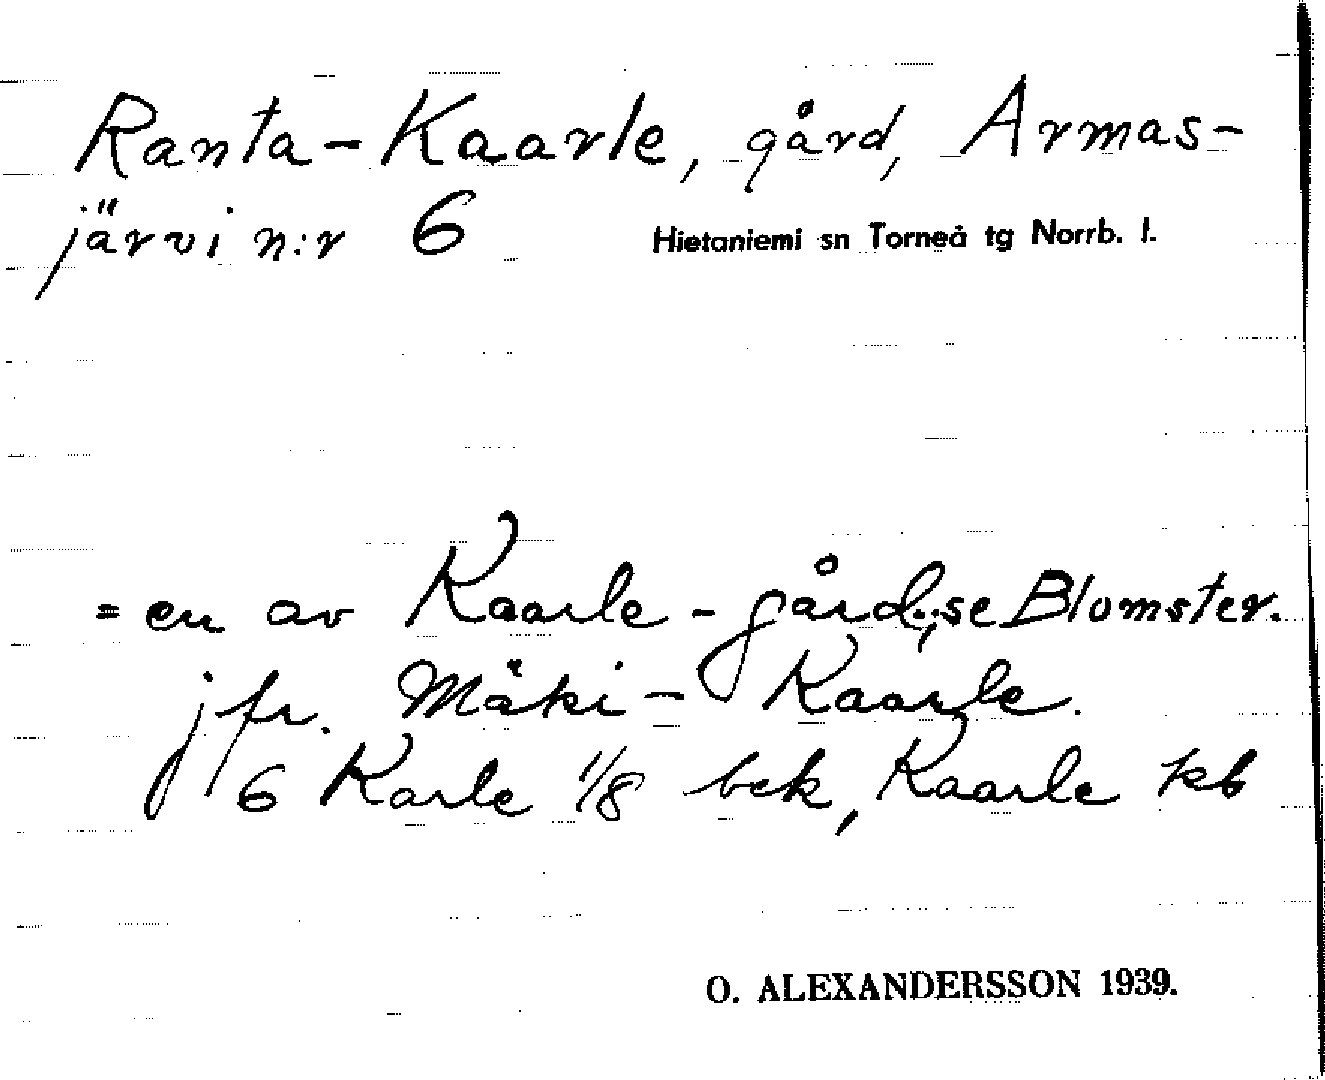 Ranta-Kaarle, gård, Armas-
järvi n:r 6 Hietaniemi sn Torneå tg Norrb. l.
= en av Kaarle-gård.; se Blomster.
jfr. Mäki-Kaarle.
6 Karle 1/8 bek, Kaarle kb
O. ALEXANDERSSON 1939.